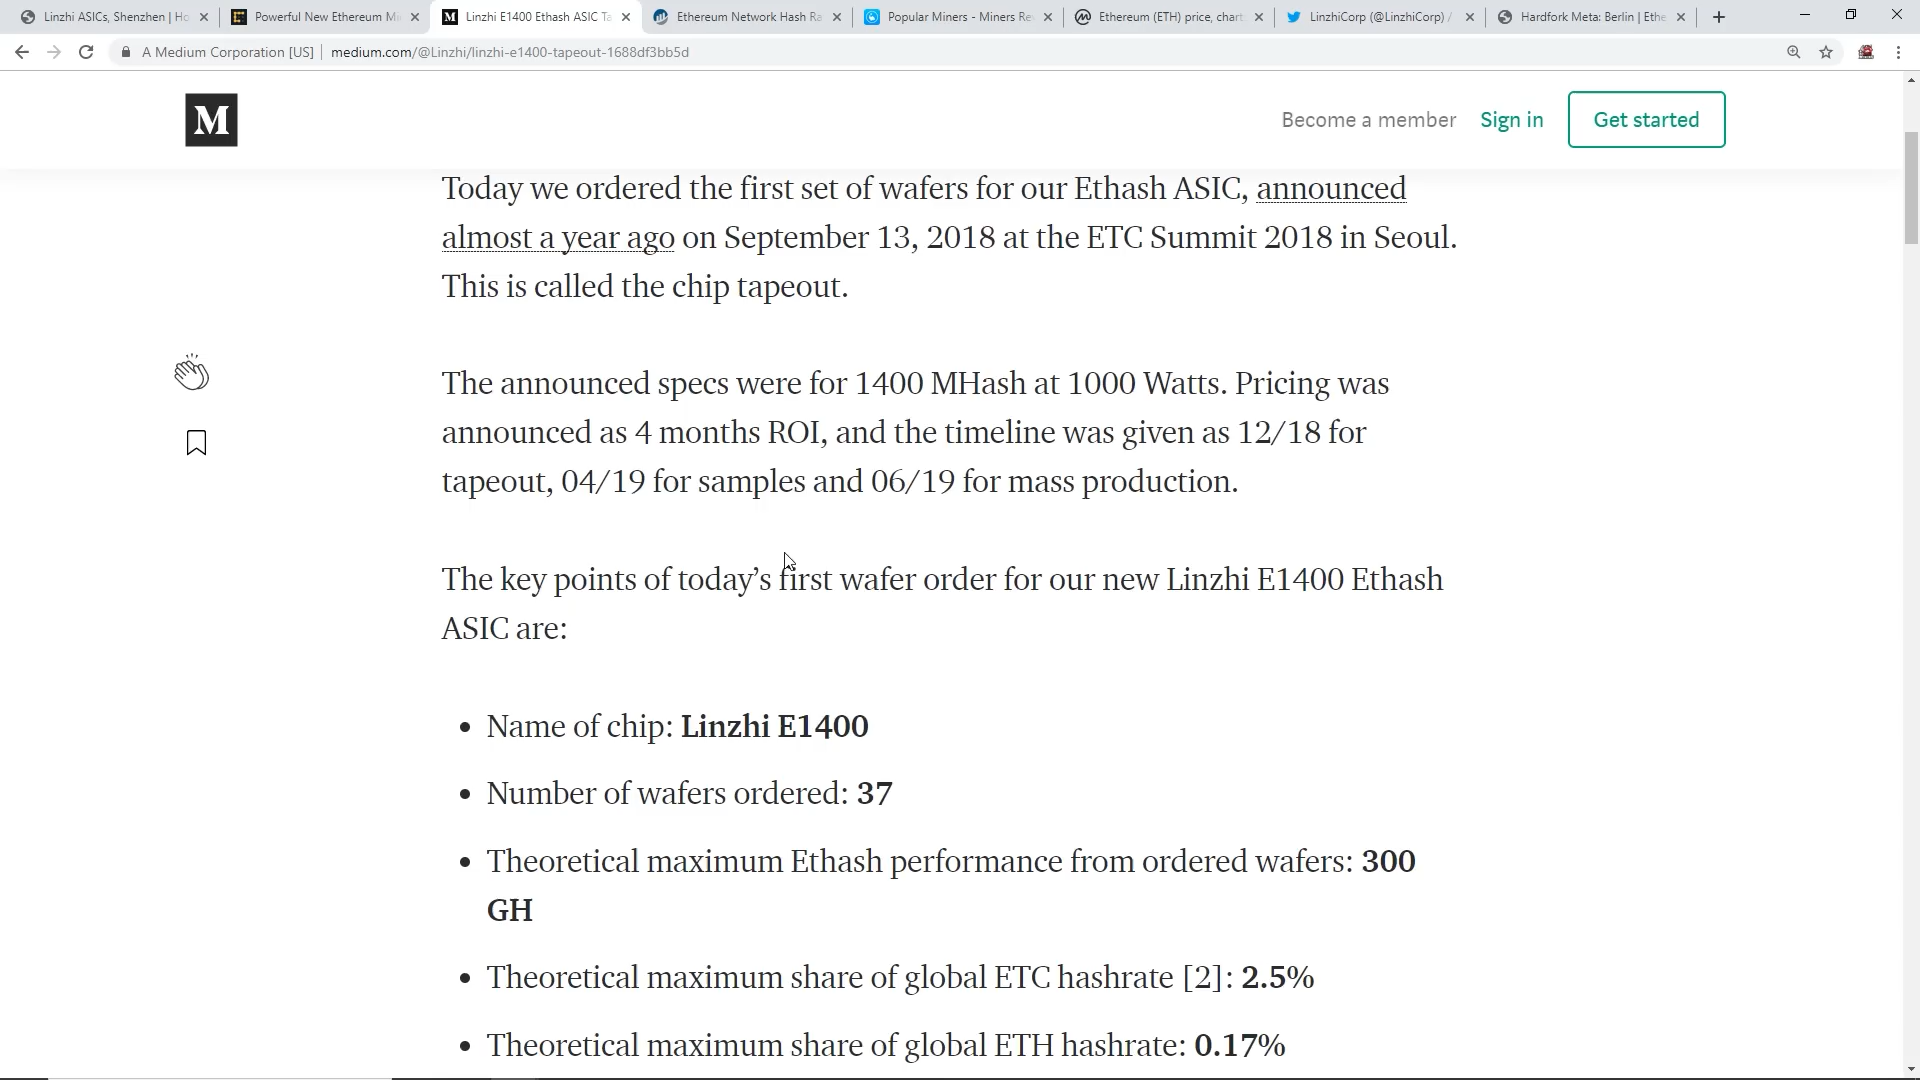 Linzhi ASICs, Shenzhen | Ho
Powerful New Ethereum Mi
Linzhi E1400 Ethash ASIC Ta
Ethereum Network Hash Ra
Popular Miners - Miners Re
Ethereum (ETH) price, chart
LinzhiCorp (@LinzhiCorp) /
Hardfork Meta: Berlin | Ethe
A Medium Corporation [US] | medium.com/@Linzhi/linzhi-e1400-tapeout-1688df3bb5d
M
Become a member
Sign in
Get started
Today we ordered the first set of wafers for our Ethash ASIC, announced
almost a year ago on September 13, 2018 at the ETC Summit 2018 in Seoul.
This is called the chip tapeout.
The announced specs were for 1400 MHash at 1000 Watts. Pricing was
announced as 4 months ROI, and the timeline was given as 12/18 for
tapeout, 04/19 for samples and 06/19 for mass production.
The key points of today’s first wafer order for our new Linzhi E1400 Ethash
ASIC are:
• Name of chip: Linzhi E1400
• Number of wafers ordered: 37
• Theoretical maximum Ethash performance from ordered wafers: 300
GH
• Theoretical maximum share of global ETC hashrate [2]: 2.5%
• Theoretical maximum share of global ETH hashrate: 0.17%